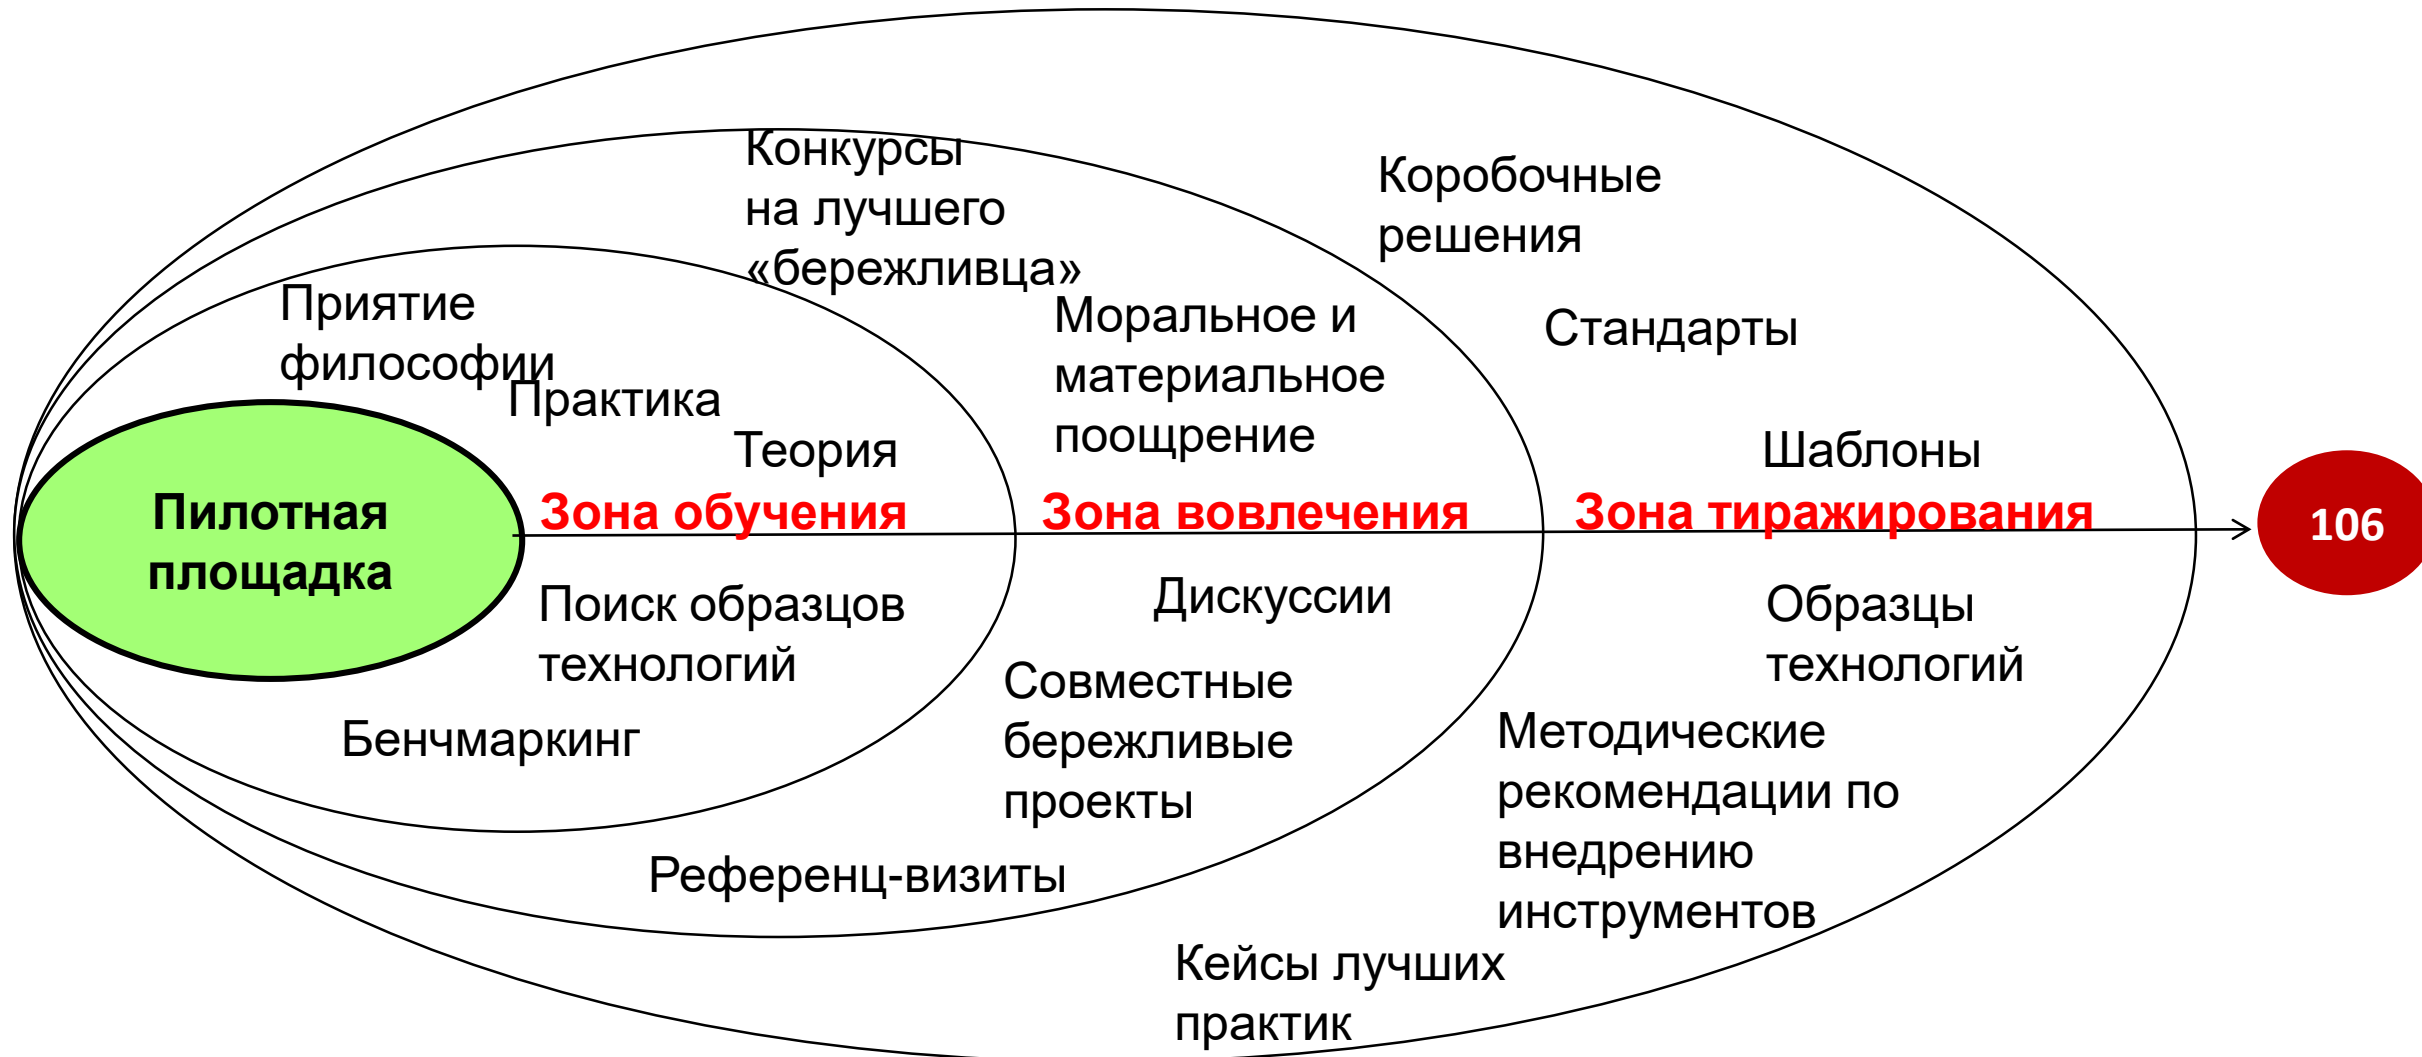 Конкурсы
на лучшего
«бережливца»
Коробочные
решения
Приятие
философии
Моральное и
материальное
поощрение
Стандарты
Практика
Теория
Шаблоны
Пилотная
площадка
Зона обучения
Зона вовлечения
Зона тиражирования
106
Поиск образцов
технологий
Дискуссии
Образцы
технологий
Бенчмаркинг
Совместные
бережливые
проекты
Методические
рекомендации по
внедрению
инструментов
Референц-визиты
Кейсы лучших
практик